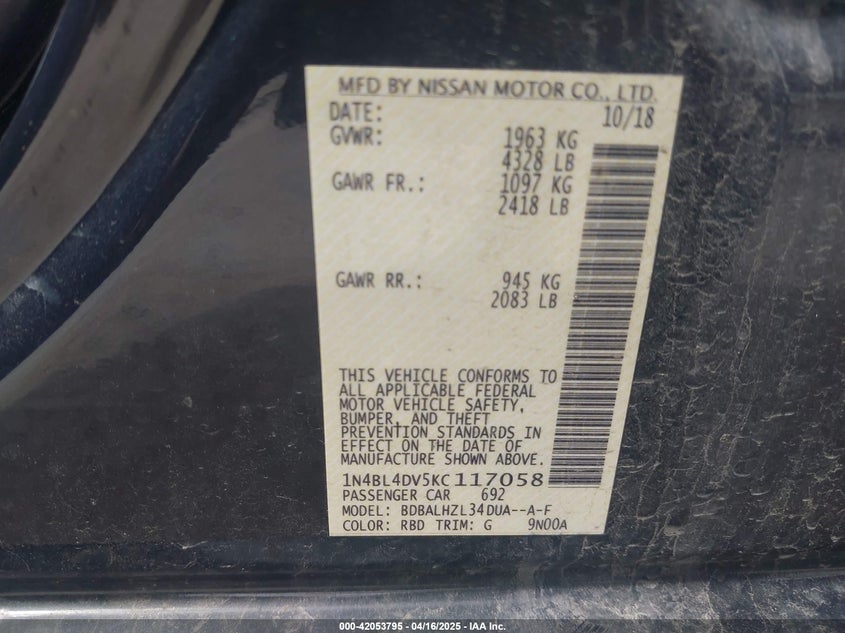 MFD BY NISSAN MOTOR CO., LTD.
DATE: 10/18
GVWR: 1963 KG
4328 LB
GAWR FR.: 1097 KG
2418 LB
GAWR RR.: 945 KG
2083 LB
THIS VEHICLE CONFORMS TO
ALL APPLICABLE FEDERAL
MOTOR VEHICLE SAFETY,
BUMPER, AND THEFT
PREVENTION STANDARDS IN
EFFECT ON THE DATE OF
MANUFACTURE SHOWN ABOVE.
1N4BL4DV5KC117058
PASSENGER CAR 692
MODEL: BDBALHZL34DUA--A-F
COLOR: RBD TRIM: G 9N00A
000-42053795 - 04/16/2025 - IAA Inc.